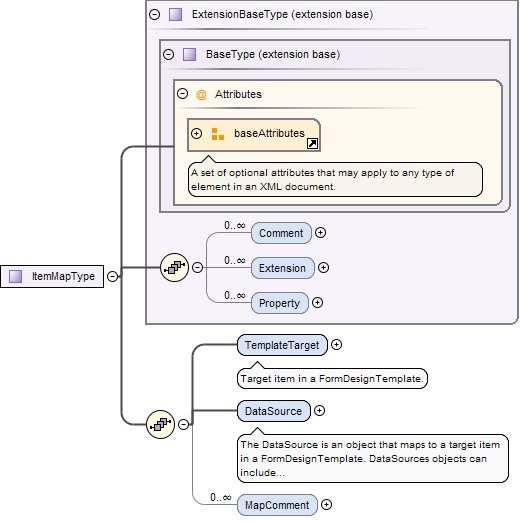 ExtensionBaseType (extension base)
BaseType (extension base)
@ Attributes
baseAttributes
A set of optional attributes that may apply to any type of
element in an XML document.
0..∞
Comment
0..∞
Extension
ItemMapType
0..∞
Property
TemplateTarget
Target item in a FormDesignTemplate.
DataSource
The DataSource is an object that maps to a target item
in a FormDesignTemplate. DataSources objects can
include...
0..∞
MapComment